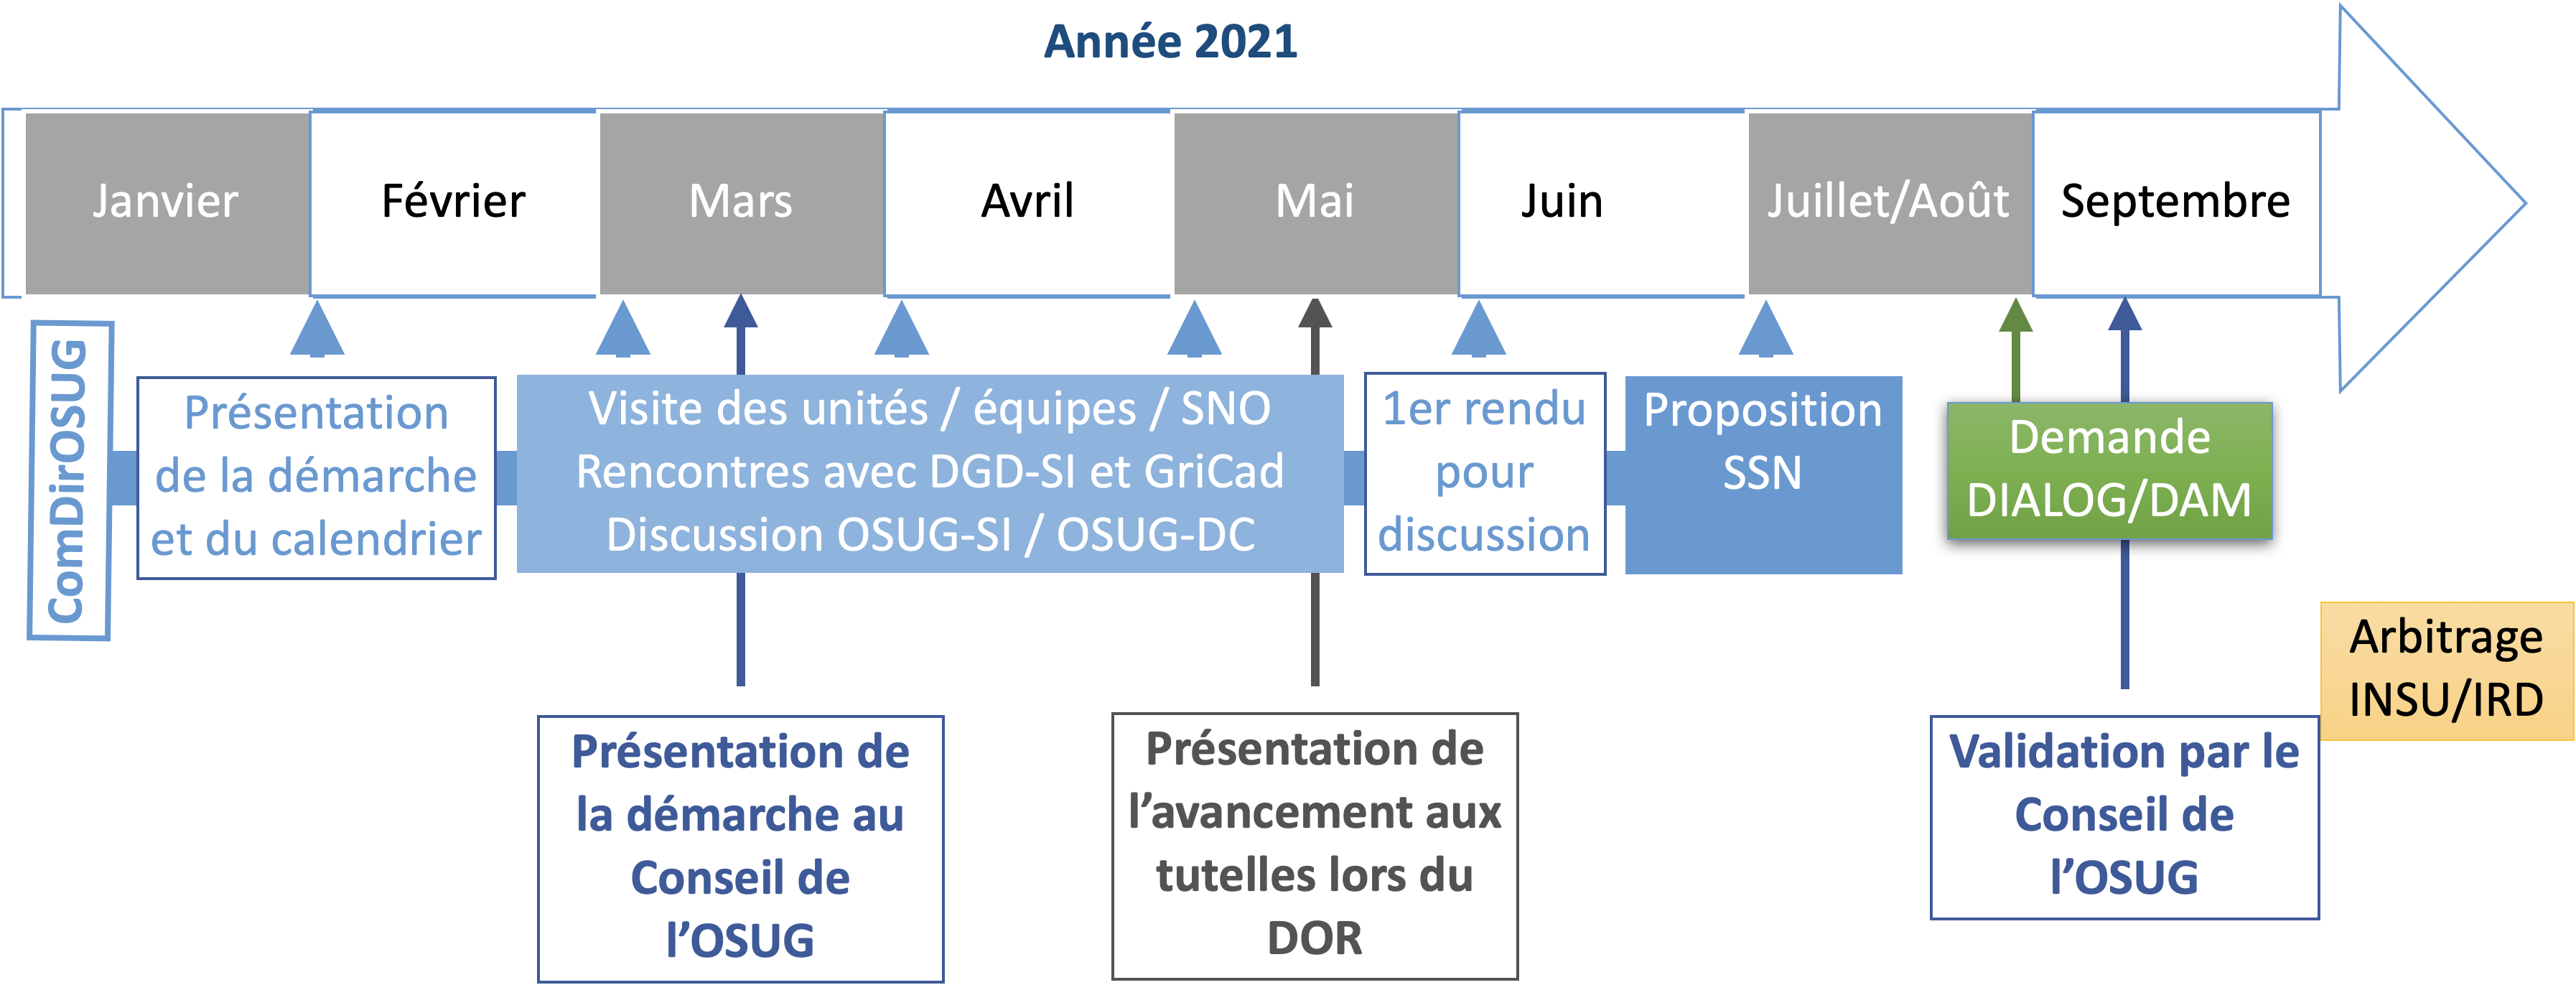 Année 2021
Janvier
Février
Mars
Avril
Mai
Juin
Juillet/Août
Septembre
ComDirOSUG
Présentation
de la démarche
et du calendrier
Visite des unités / équipes / SNO
Rencontres avec DGD-SI et GriCad
Discussion OSUG-SI / OSUG-DC
1er rendu
pour
discussion
Proposition
SSN
Demande
DIALOG/DAM
Arbitrage
INSU/IRD
Présentation de
la démarche au
Conseil de
l’OSUG
Présentation de
l’avancement aux
tutelles lors du
DOR
Validation par le
Conseil de
l’OSUG